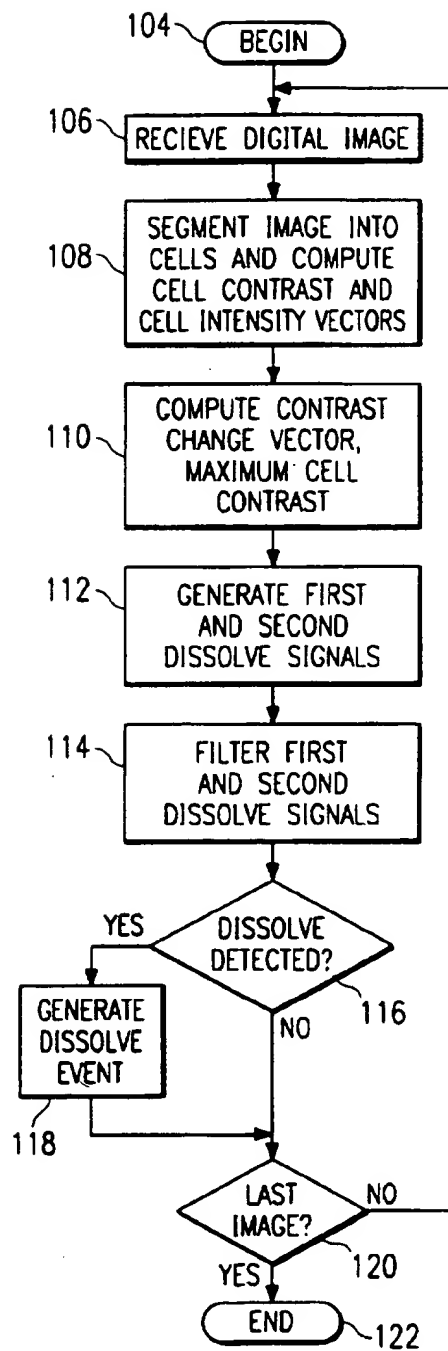 104
BEGIN
106
RECIEVE DIGITAL IMAGE
108
SEGMENT IMAGE INTO
CELLS AND COMPUTE
CELL CONTRAST AND
CELL INTENSITY VECTORS
110
COMPUTE CONTRAST
CHANGE VECTOR,
MAXIMUM CELL
CONTRAST
112
GENERATE FIRST
AND SECOND
DISSOLVE SIGNALS
114
FILTER FIRST
AND SECOND
DISSOLVE SIGNALS
YES
DISSOLVE
DETECTED?
116
NO
GENERATE
DISSOLVE
EVENT
118
LAST
IMAGE?
NO
120
YES
END
122